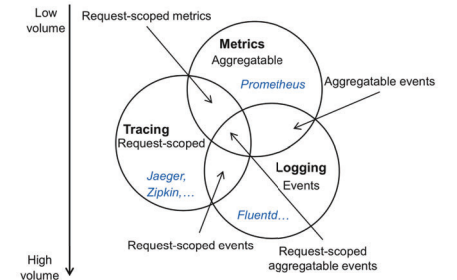 Low
volume
Request-scoped metrics
Metrics
Aggregatable
Prometheus
Aggregatable events
Tracing
Request-scoped
Jaeger,
Zipkin,...
Logging
Events
Fluentd...
Request-scoped events
Request-scoped
aggregatable events
High
volume